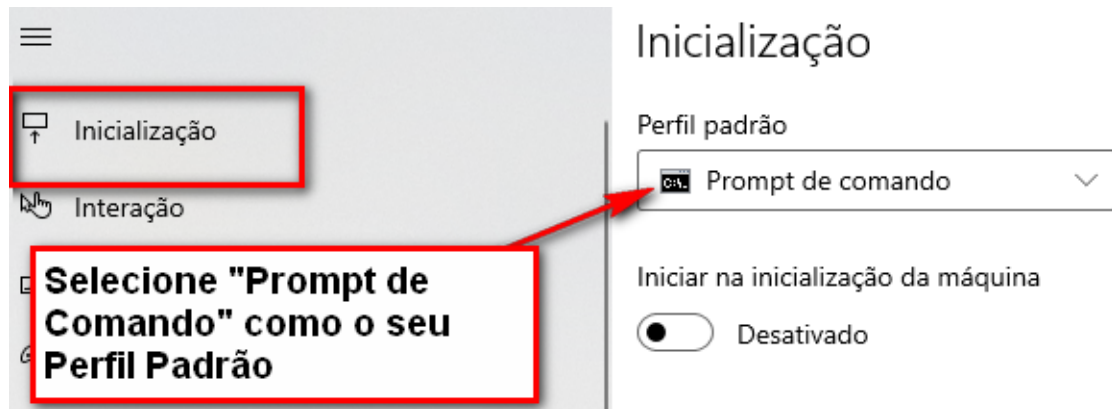 Inicialização
Interação
Selecione "Prompt de
Comando" como o seu
Perfil Padrão
Inicialização
Perfil padrão
C:\. Prompt de comando
Iniciar na inicialização da máquina
Desativado